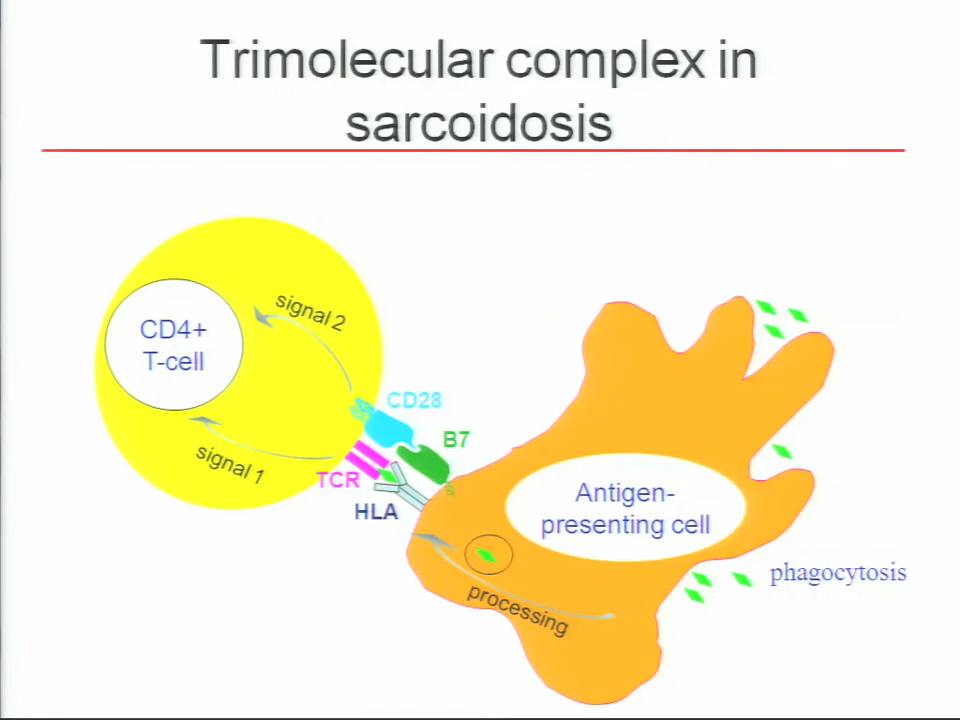 Trimolecular complex in
sarcoidosis
signal 2
CD4+
T-cell
CD28
B7
signal 1
TCR
HLA
Antigen-
presenting cell
phagocytosis
processing